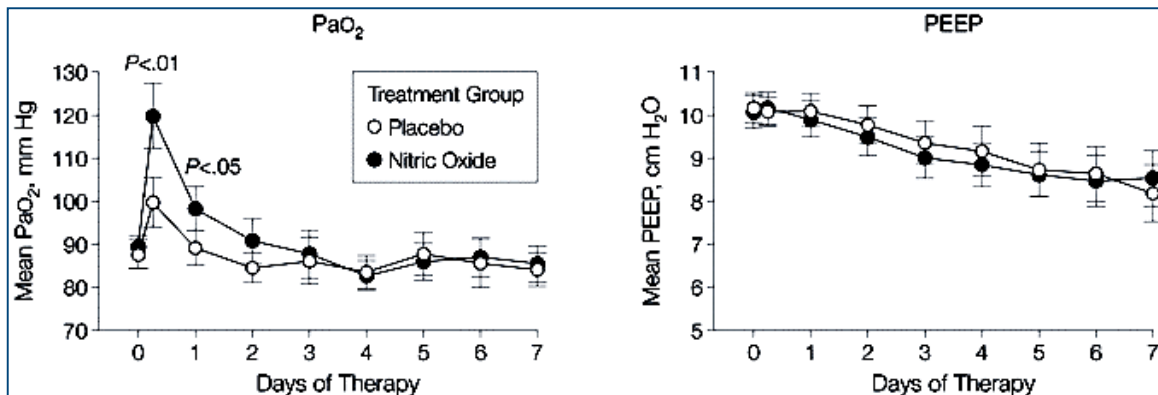 PaO₂
Mean PaO₂, mm Hg
130
120
110
100
90
80
70
P<.01
P<.05
Treatment Group
Placebo
Nitric Oxide
0 1 2 3 4 5 6 7
Days of Therapy
PEEP
Mean PEEP, cm H₂O
11
10
9
8
7
6
5
0 1 2 3 4 5 6 7
Days of Therapy